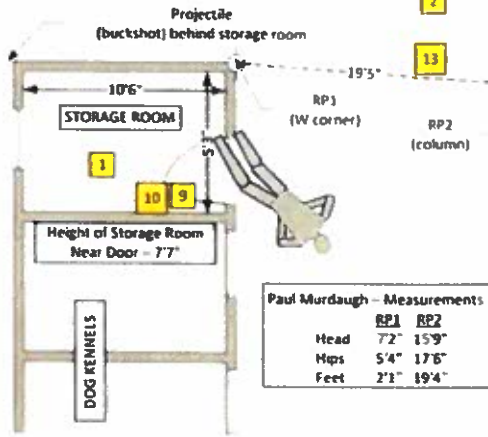 Projectile
(buckshot) behind storage room
2
13
10'6"
19'5"
STORAGE ROOM
RP1
(W corner)
RP2
(column)
1
10
9
Height of Storage Room
Near Door – 7'7"
DOG KENNELS
Paul Murdaugh – Measurements
RP1 RP2
Head 7'2" 15'9"
Hips 5'4" 17'6"
Feet 2'1" 19'4"